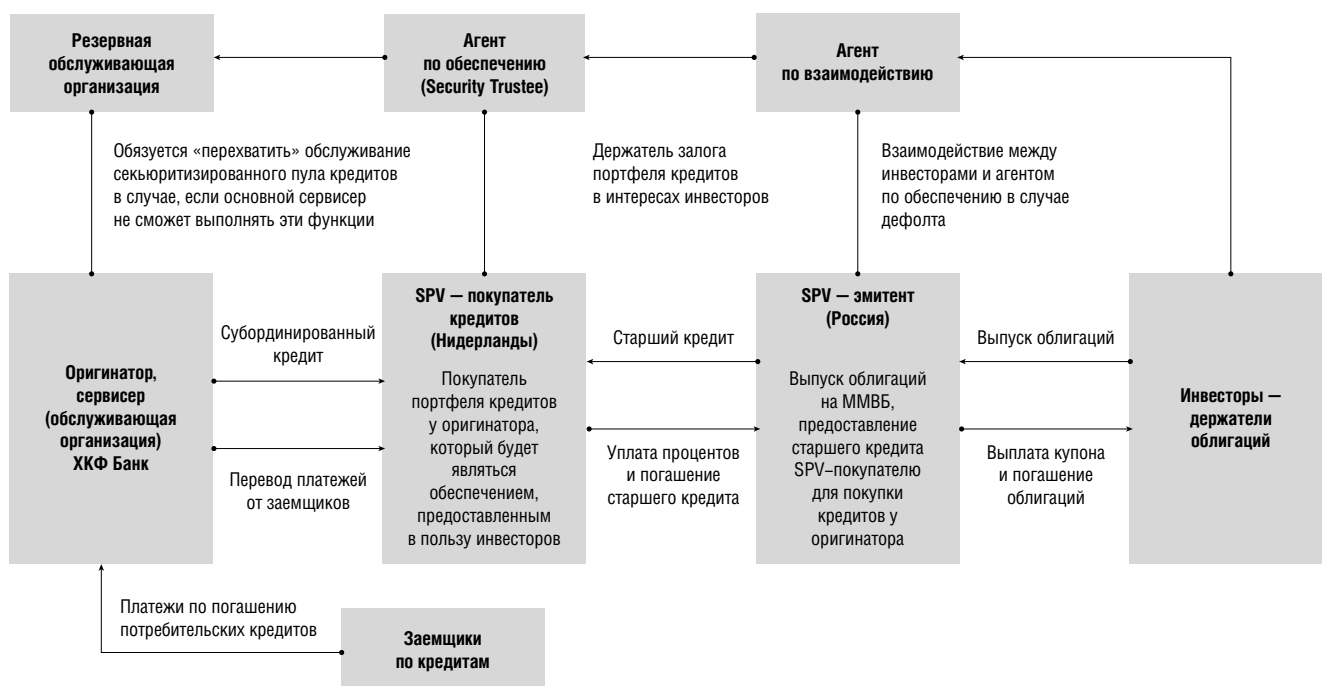 Резервная
обслуживающая
организация
Агент
по обеспечению
(Security Trustee)
Агент
по взаимодействию
Обязуется «перехватить» обслуживание
секьюритизированного пула кредитов
в случае, если основной сервисер
не сможет выполнять эти функции
Держатель залога
портфеля кредитов
в интересах инвесторов
Взаимодействие между
инвесторами и агентом
по обеспечению в случае
дефолта
Оригинатор,
сервисер
(обслуживающая
организация)
ХКФ Банк
Субординированный
кредит
Перевод платежей
от заемщиков
SPV — покупатель
кредитов
(Нидерланды)
Покупатель
портфеля кредитов
у оригинатора,
который будет
являться
обеспечением,
предоставленным
в пользу инвесторов
Старший кредит
Уплата процентов
и погашение
старшего кредита
SPV — эмитент
(Россия)
Выпуск облигаций
на ММВБ,
предоставление
старшего кредита
SPV–покупателю
для покупки
кредитов у
оригинатора
Выпуск облигаций
Выплата купона
и погашение
облигаций
Инвесторы —
держатели
облигаций
Платежи по погашению
потребительских кредитов
Заемщики
по кредитам